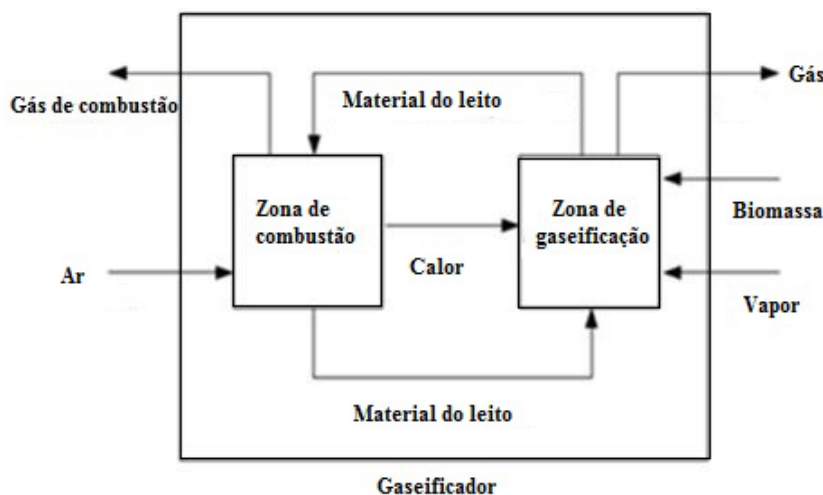 Gás de combustão
Material do leito
Gás
Zona de
combustão
Zona de
gaseificação
Biomassa
Calor
Ar
Vapor
Material do leito
Gaseificador